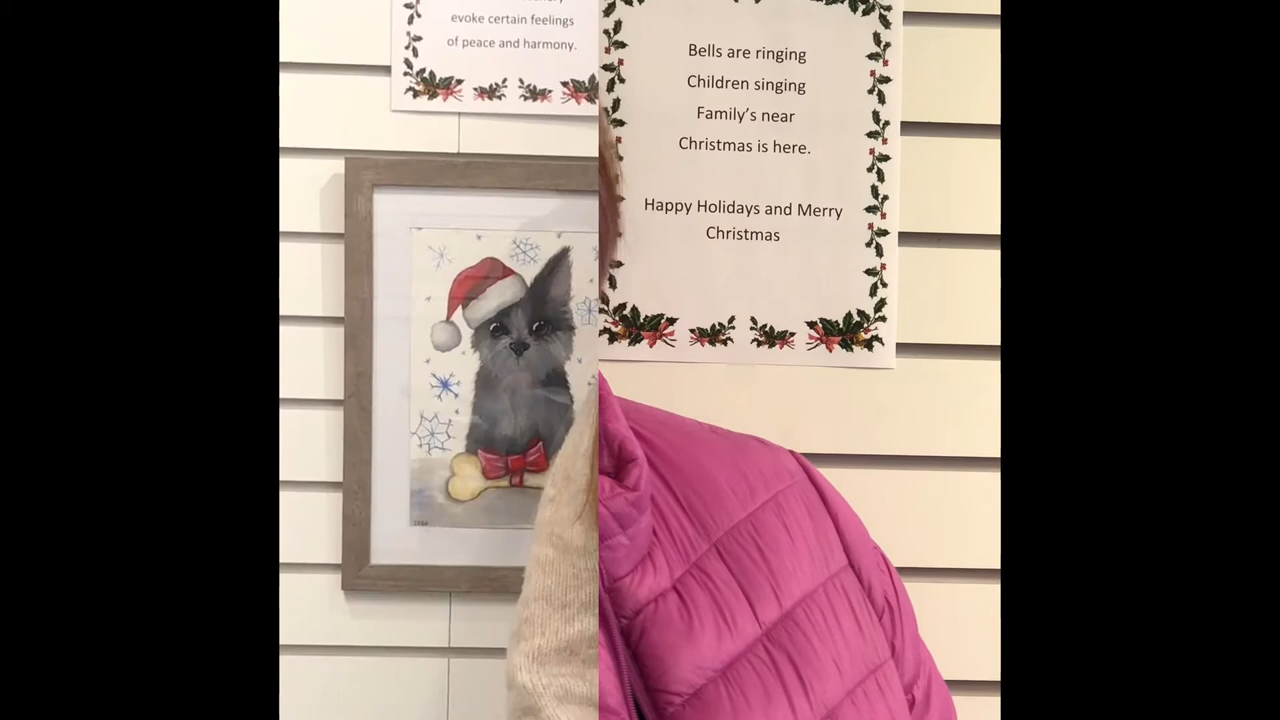 evoke certain feelings
of peace and harmony.
Bells are ringing
Children singing
Family's near
Christmas is here.
Happy Holidays and Merry
Christmas